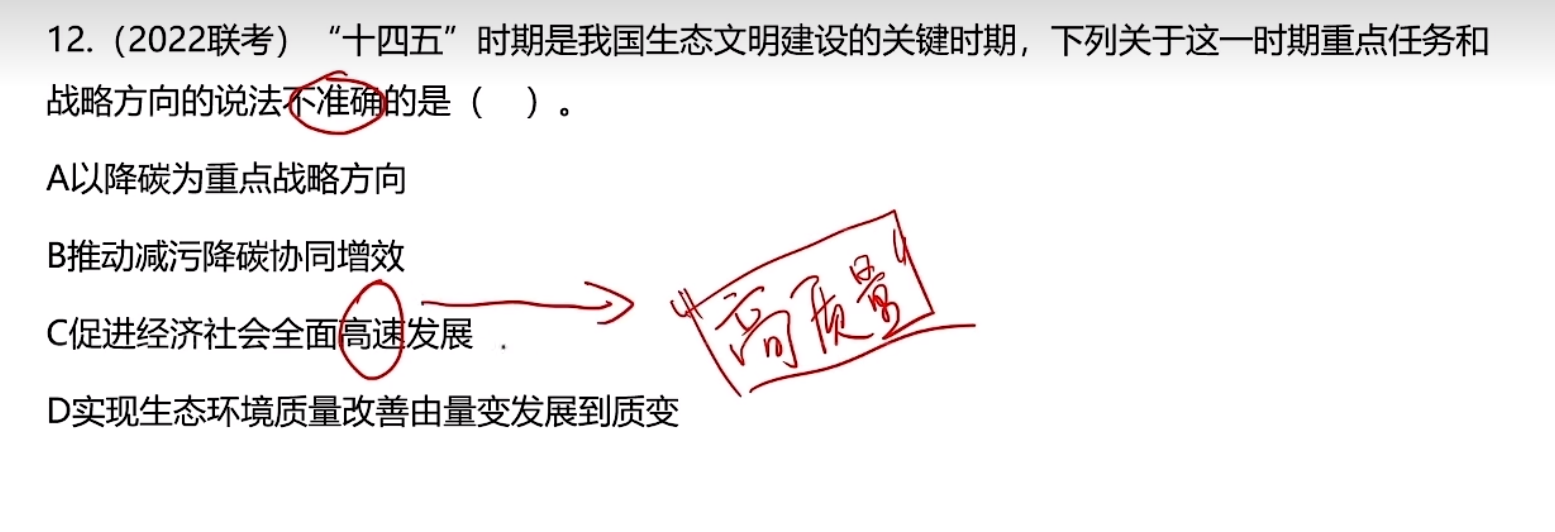 12.（2022联考）“十四五”时期是我国生态文明建设的关键时期，下列关于这一时期重点任务和
战略方向的说法不准确的是（　）。
A以降碳为重点战略方向
B推动减污降碳协同增效
C促进经济社会全面高速发展
“高质量”
D实现生态环境质量改善由量变发展到质变